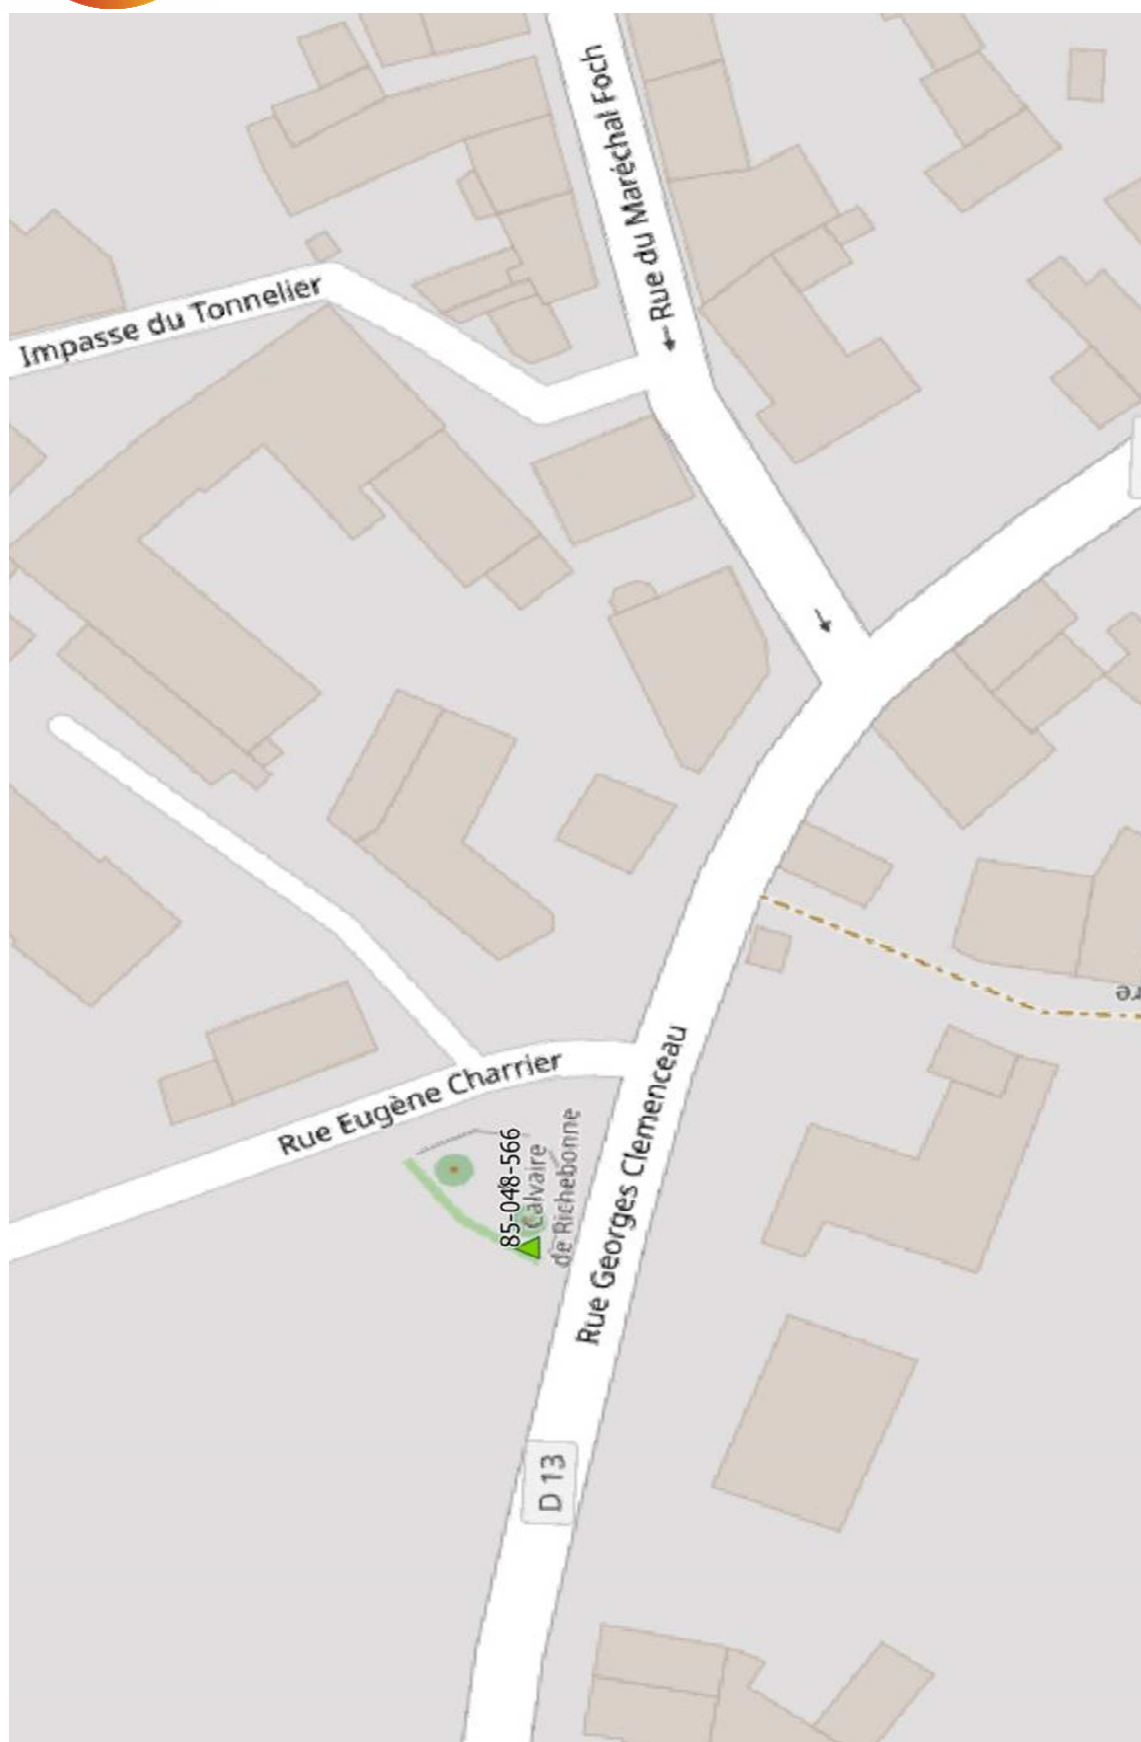 Rue du Maréchal Foch
Impasse du Tonnelier
Rue Eugène Charrier
85-048-566
Calvaire
de Richebonne
Rue Georges Clemenceau
D 13